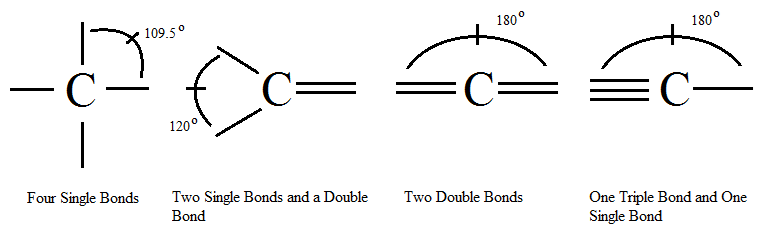 109.5°
C
Four Single Bonds
120°
C
Two Single Bonds and a Double
Bond
180°
C
Two Double Bonds
180°
C
One Triple Bond and One
Single Bond